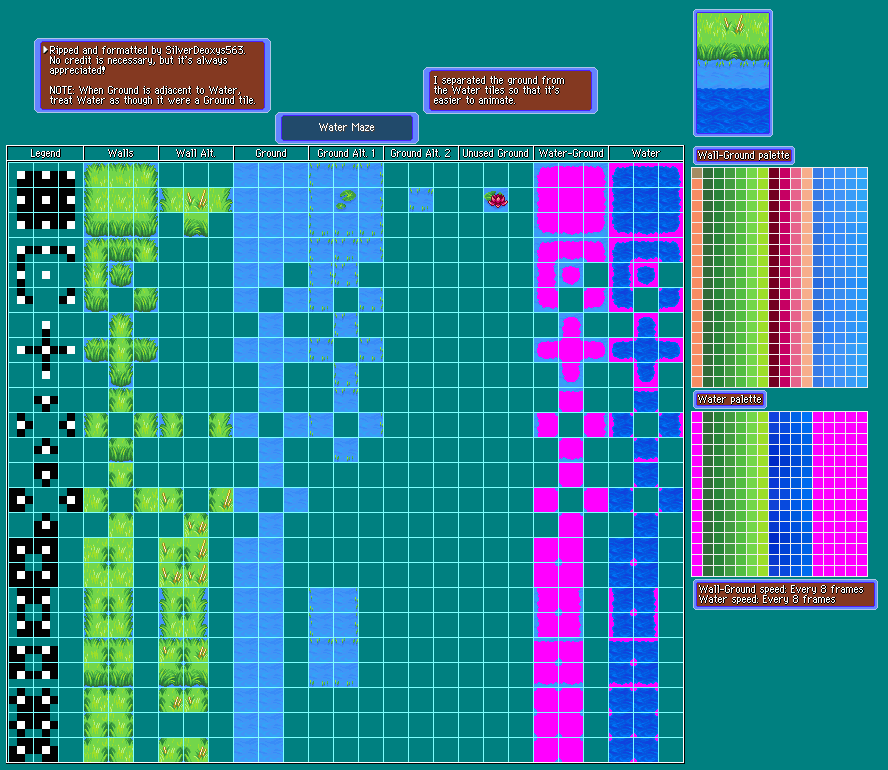 Ripped and formatted by SilverDeoxys563.
No credit is necessary, but it's always
appreciated!
NOTE: When Ground is adjacent to Water,
treat Water as though it were a Ground tile.
I separated the ground from
the Water tiles so that it's
easier to animate.
Water Maze
Legend Walls Wall Alt. Ground Ground Alt. 1 Ground Alt. 2 Unused Ground Water-Ground Water
Wall-Ground palette
Water palette
Wall-Ground speed: Every 8 frames
Water speed: Every 8 frames